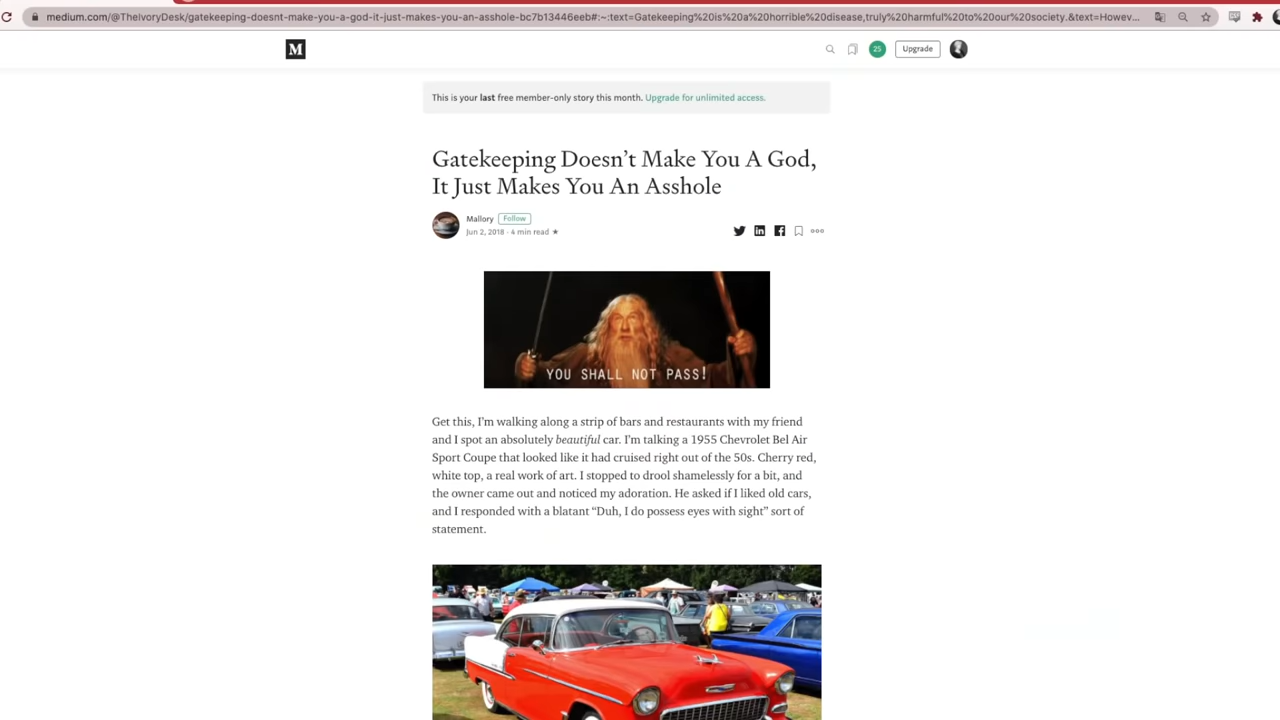 medium.com/@TheIvoryDesk/gatekeeping-doesnt-make-you-a-god-it-just-makes-you-an-asshole-bc7b13446eeb#:~:text=Gatekeeping%20is%20a%20horrible%20disease,truly%20harmful%20to%20our%20society.&text=Howev...
M
25
Upgrade
This is your last free member-only story this month. Upgrade for unlimited access.
Gatekeeping Doesn’t Make You A God,
It Just Makes You An Asshole
Mallory Follow
Jun 2, 2018 · 4 min read ★
YOU SHALL NOT PASS!
Get this, I’m walking along a strip of bars and restaurants with my friend
and I spot an absolutely beautiful car. I’m talking a 1955 Chevrolet Bel Air
Sport Coupe that looked like it had cruised right out of the 50s. Cherry red,
white top, a real work of art. I stopped to drool shamelessly for a bit, and
the owner came out and noticed my adoration. He asked if I liked old cars,
and I responded with a blatant “Duh, I do possess eyes with sight” sort of
statement.